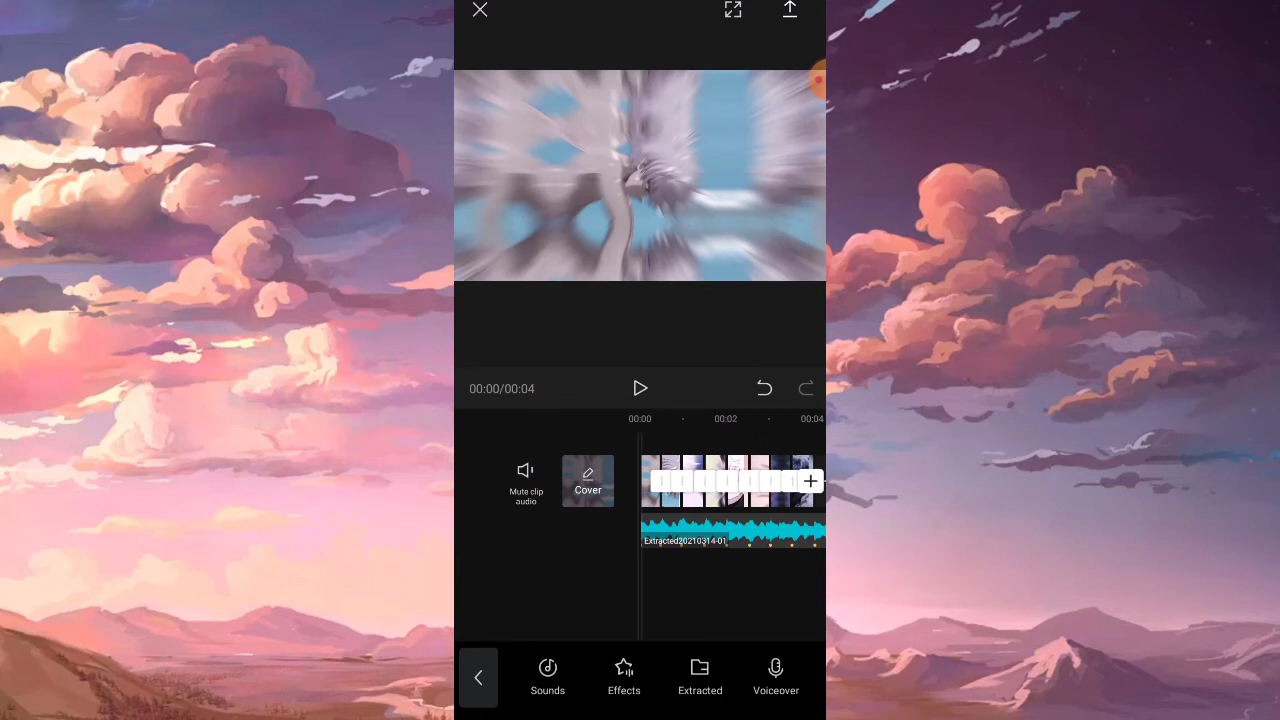 00:00/00:04
00:00
00:02
00:04
Mute clip
audio
Cover
Extracted20210314-01
Sounds
Effects
Extracted
Voiceover